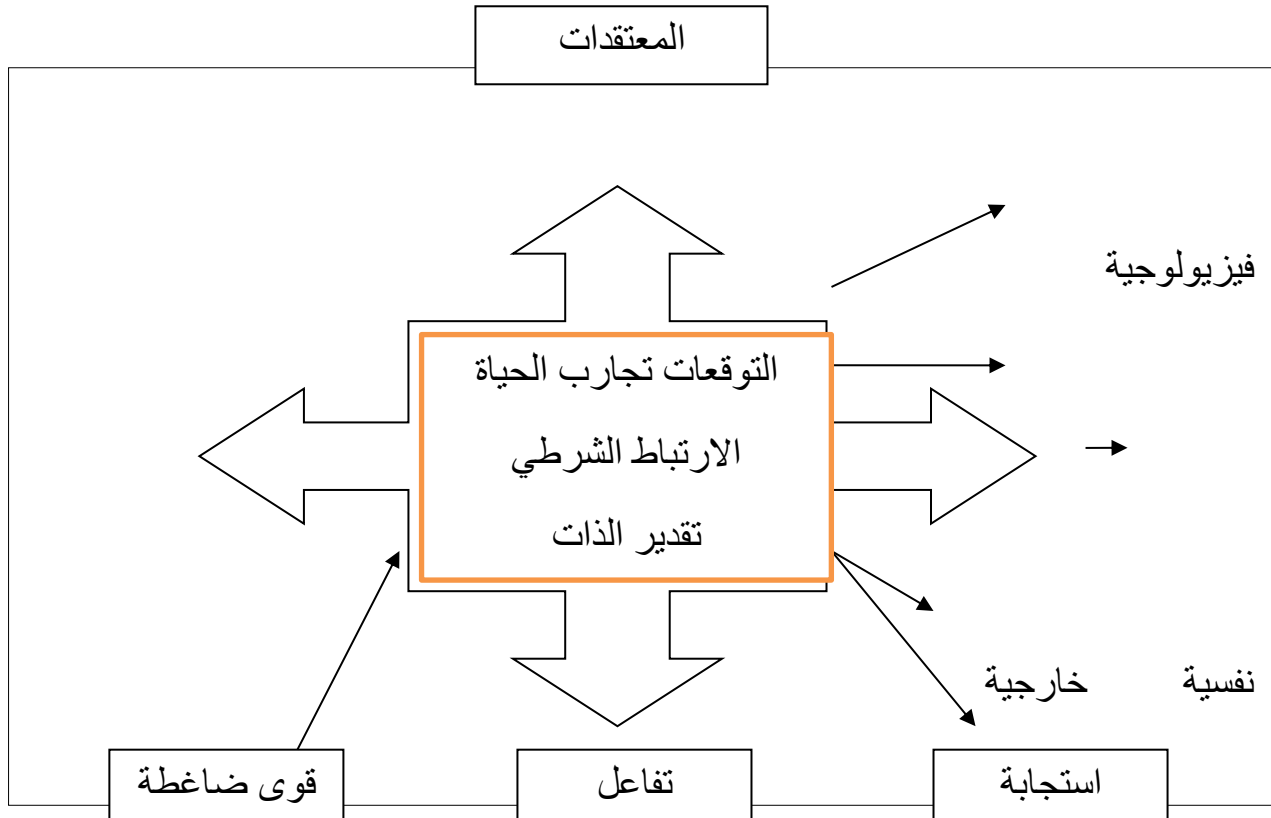 المعتقدات
فيزيولوجية
التوقعات تجارب الحياة
الارتباط الشرطي
تقدير الذات
نفسية خارجية
استجابة
تفاعل
قوى ضاغطة